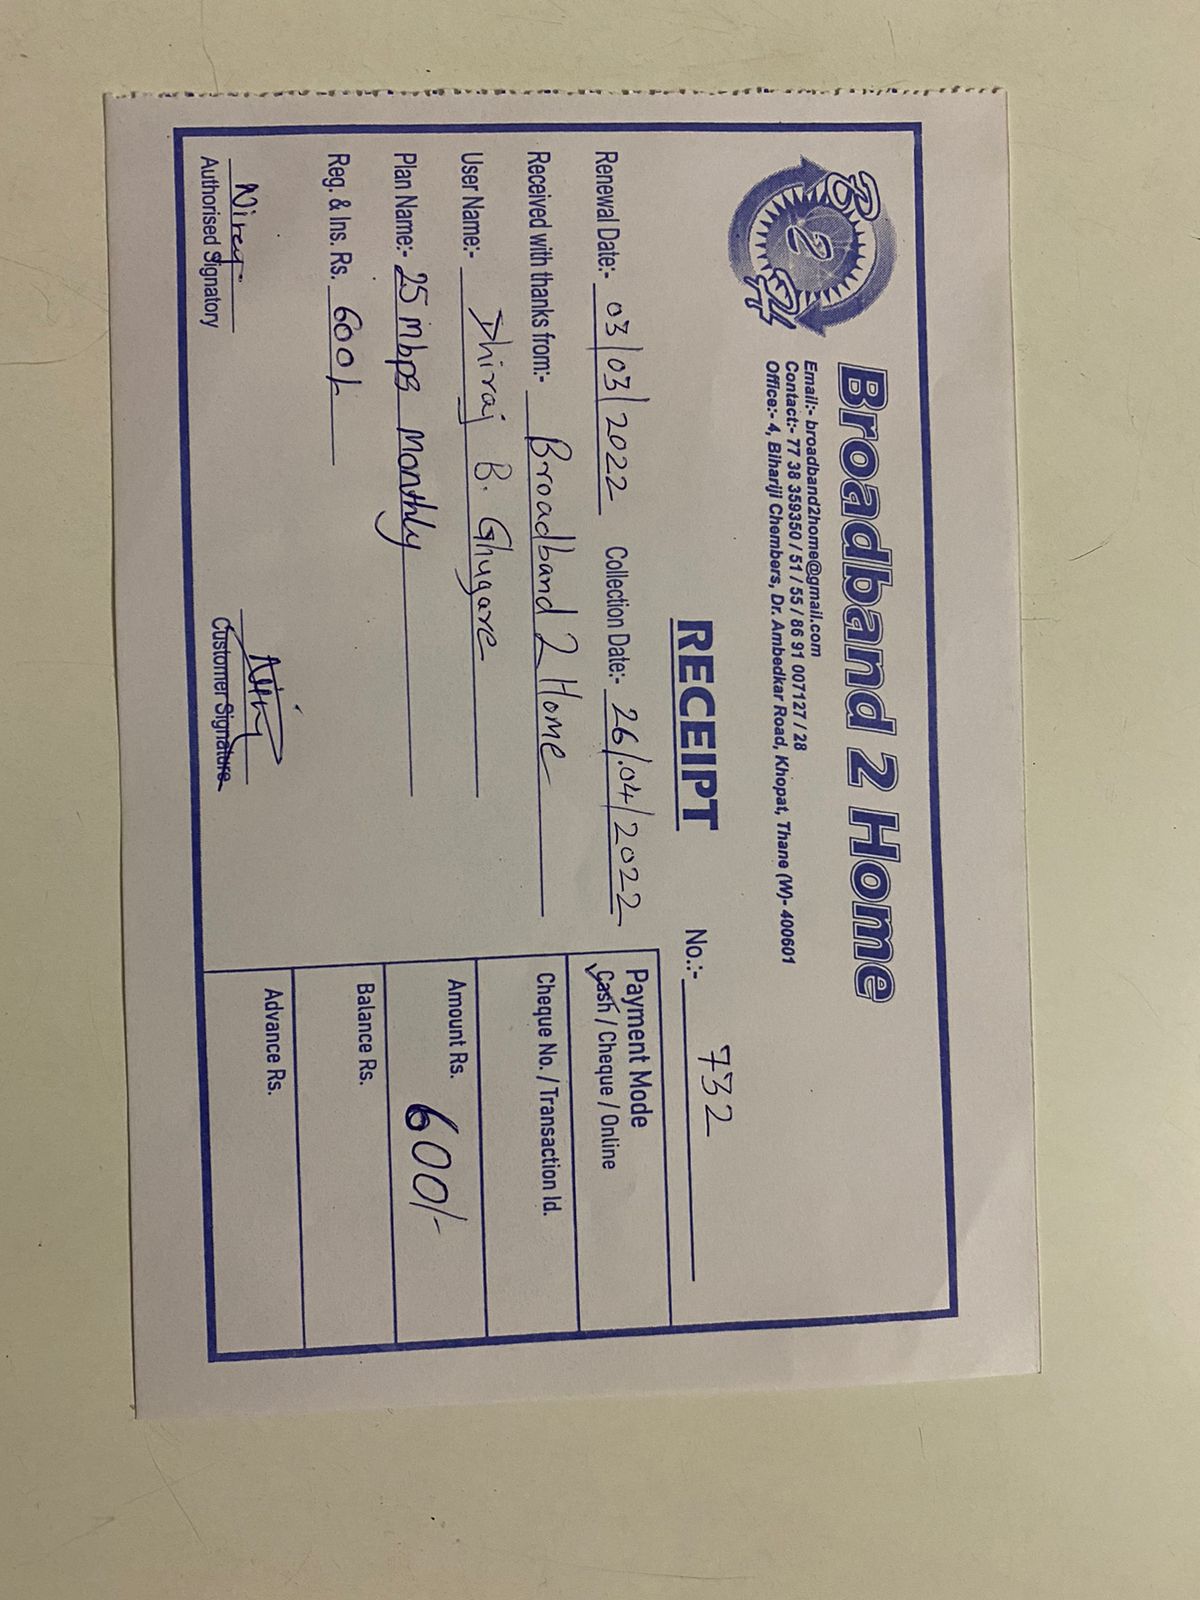 B 2 H
Broadband 2 Home
Email:- broadband2home@gmail.com
Contact:- 77 38 359350 / 51 / 55 / 86 91 007127 / 28
Office:- 4, Bihariji Chembers, Dr. Ambedkar Road, Khopat, Thane (W)- 400601
RECEIPT
No.:- 732
Renewal Date:- 03/03/2022 Collection Date:- 26/.04/2022
Received with thanks from:- Broadband 2 Home
User Name:- Dhiraj B. Ghugare
Plan Name:- 25 Mbps Monthly
Reg. & Ins. Rs. 600/-
Authorised Signatory
Customer Signature
Payment Mode
Cash / Cheque / Online
Cheque No. / Transaction Id.
Amount Rs. 600/-
Balance Rs.
Advance Rs.